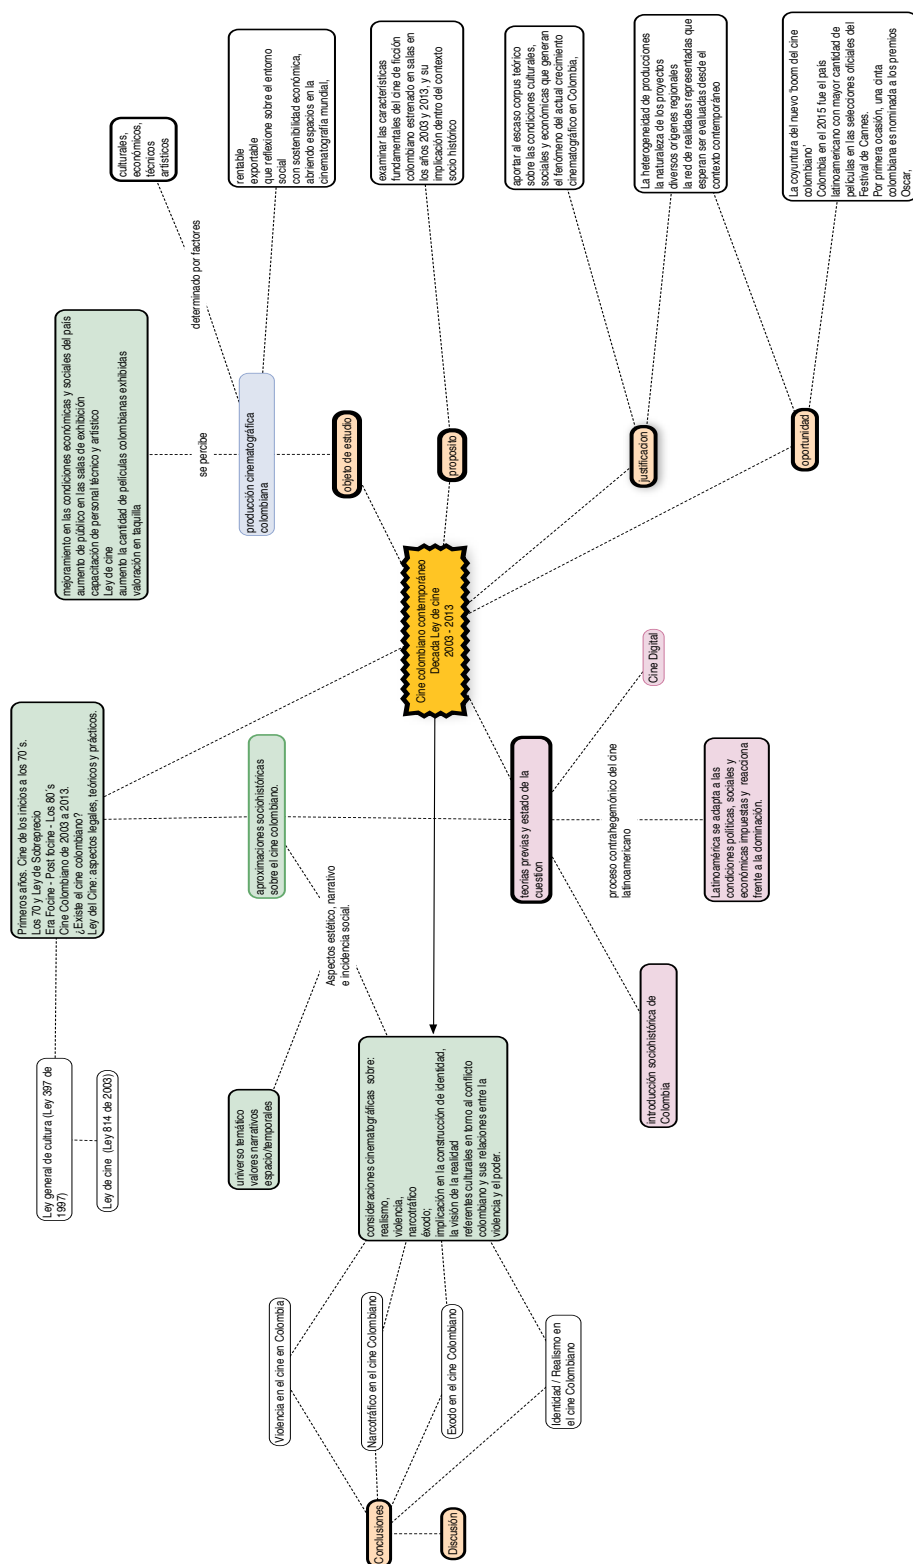 Primeros años. Cine de los inicios a los 70´s.
Los 70 y Ley de Sobreprecio
Era Focine - Post focine - Los 80´s
Cine Colombiano de 2003 a 2013.
¿Existe el cine colombiano?
Ley del Cine: aspectos legales, teóricos y prácticos.
Ley general de cultura (Ley 397 de
1997)
Ley de cine (Ley 814 de 2003)
mejoramiento en las condiciones económicas y sociales del país
aumento de público en las salas de exhibición
capacitación de personal técnico y artístico
Ley de cine
aumento la cantidad de películas colombianas exhibidas
valoración en taquilla
culturales,
económicos,
técnicos
artísticos
determinado por factores
se percibe
producción cinematográfica
colombiana
rentable
exportable
que reflexione sobre el entorno
social
con sostenibilidad económica,
abriendo espacios en la
cinematografía mundial,
objeto de estudio
examinar las características
fundamentales del cine de ficción
colombiano estrenado en salas en
los años 2003 y 2013, y su
implicación dentro del contexto
socio histórico
proposito
aportar al escaso corpus teórico
sobre las condiciones culturales,
sociales y económicas que generan
el fenómeno del actual crecimiento
cinematográfico en Colombia,
justificacion
La heterogeneidad de producciones
la naturaleza de los proyectos
diversos orígenes regionales
la red de realidades representadas que
esperan ser evaluadas desde el
contexto contemporáneo
La coyuntura del nuevo 'boom del cine
colombiano'
Colombia en el 2015 fue el país
latinoamericano con mayor cantidad de
películas en las selecciones oficiales del
Festival de Cannes.
Por primera ocasión, una cinta
colombiana es nominada a los premios
Oscar,
oportunidad
Cine colombiano contemporáneo
Decada Ley de cine
2003 - 2013
aproximaciones sociohistóricas
sobre el cine colombiano.
Aspectos estético, narrativo
e incidencia social.
universo temático
valores narrativos
espacio/temporales
teorias previas y estado de la
cuestion
Cine Digital
proceso contrahegemónico del cine
latinoamericano
Latinoamérica se adapta a las
condiciones políticas, sociales y
económicas impuestas y reacciona
frente a la dominación.
introducción sociohistórica de
Colombia
consideraciones cinematográficas sobre:
realismo,
violencia,
narcotráfico
éxodo;
implicación en la construcción de identidad,
la visión de la realidad
referentes culturales en torno al conflicto
colombiano y sus relaciones entre la
violencia y el poder.
Violencia en el cine en Colombia
Narcotráfico en el cine Colombiano
Exodo en el cine Colombiano
Identidad / Realismo en
el cine Colombiano
Conclusiones
Discusión